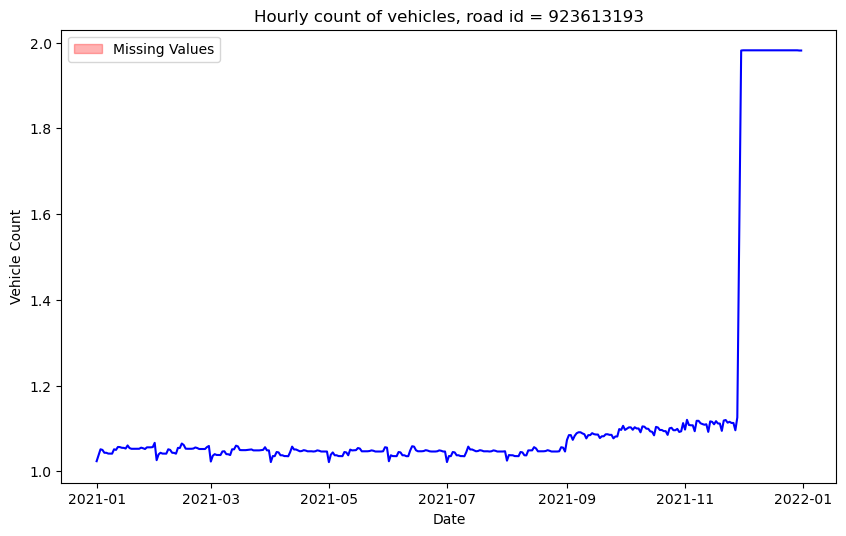 Hourly count of vehicles, road id = 923613193
Missing Values
Vehicle Count
2.0
1.8
1.6
1.4
1.2
1.0
2021-01 2021-03 2021-05 2021-07 2021-09 2021-11 2022-01
Date